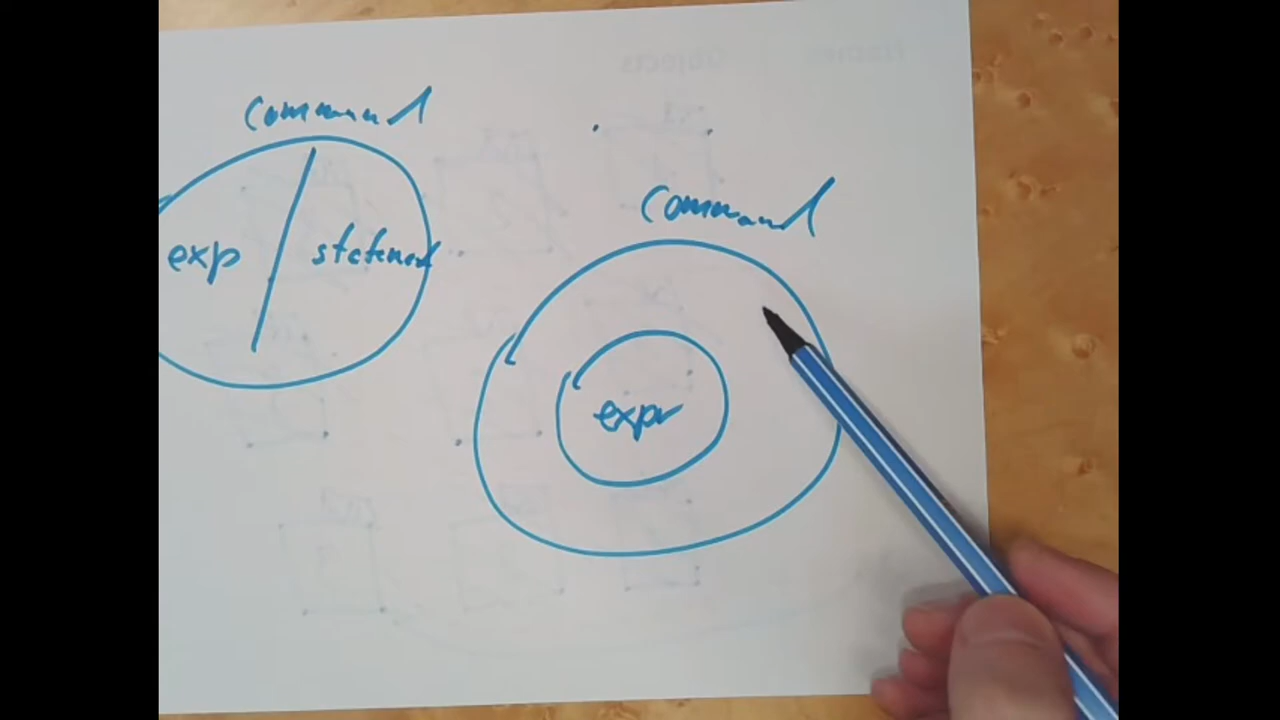 command
exp
statement
command
expr